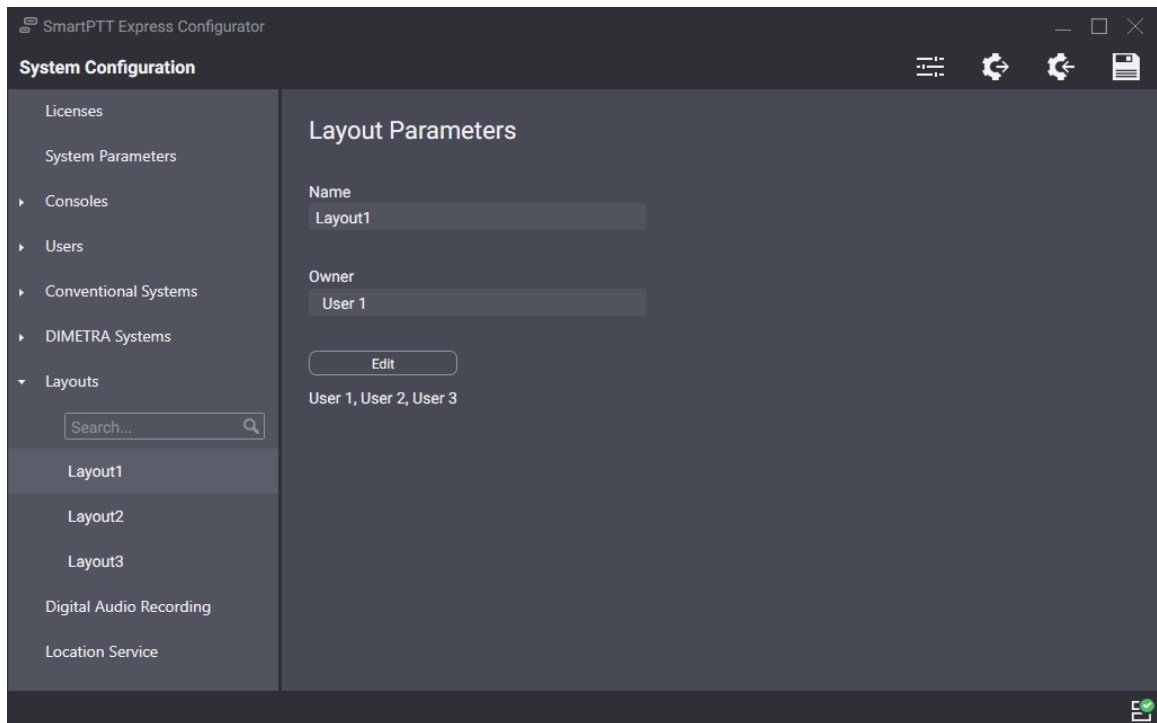 SmartPTT Express Configurator
System Configuration
Licenses
System Parameters
Consoles
Users
Conventional Systems
DIMETRA Systems
Layouts
Search...
Layout1
Layout2
Layout3
Digital Audio Recording
Location Service
Layout Parameters
Name
Layout1
Owner
User 1
Edit
User 1, User 2, User 3